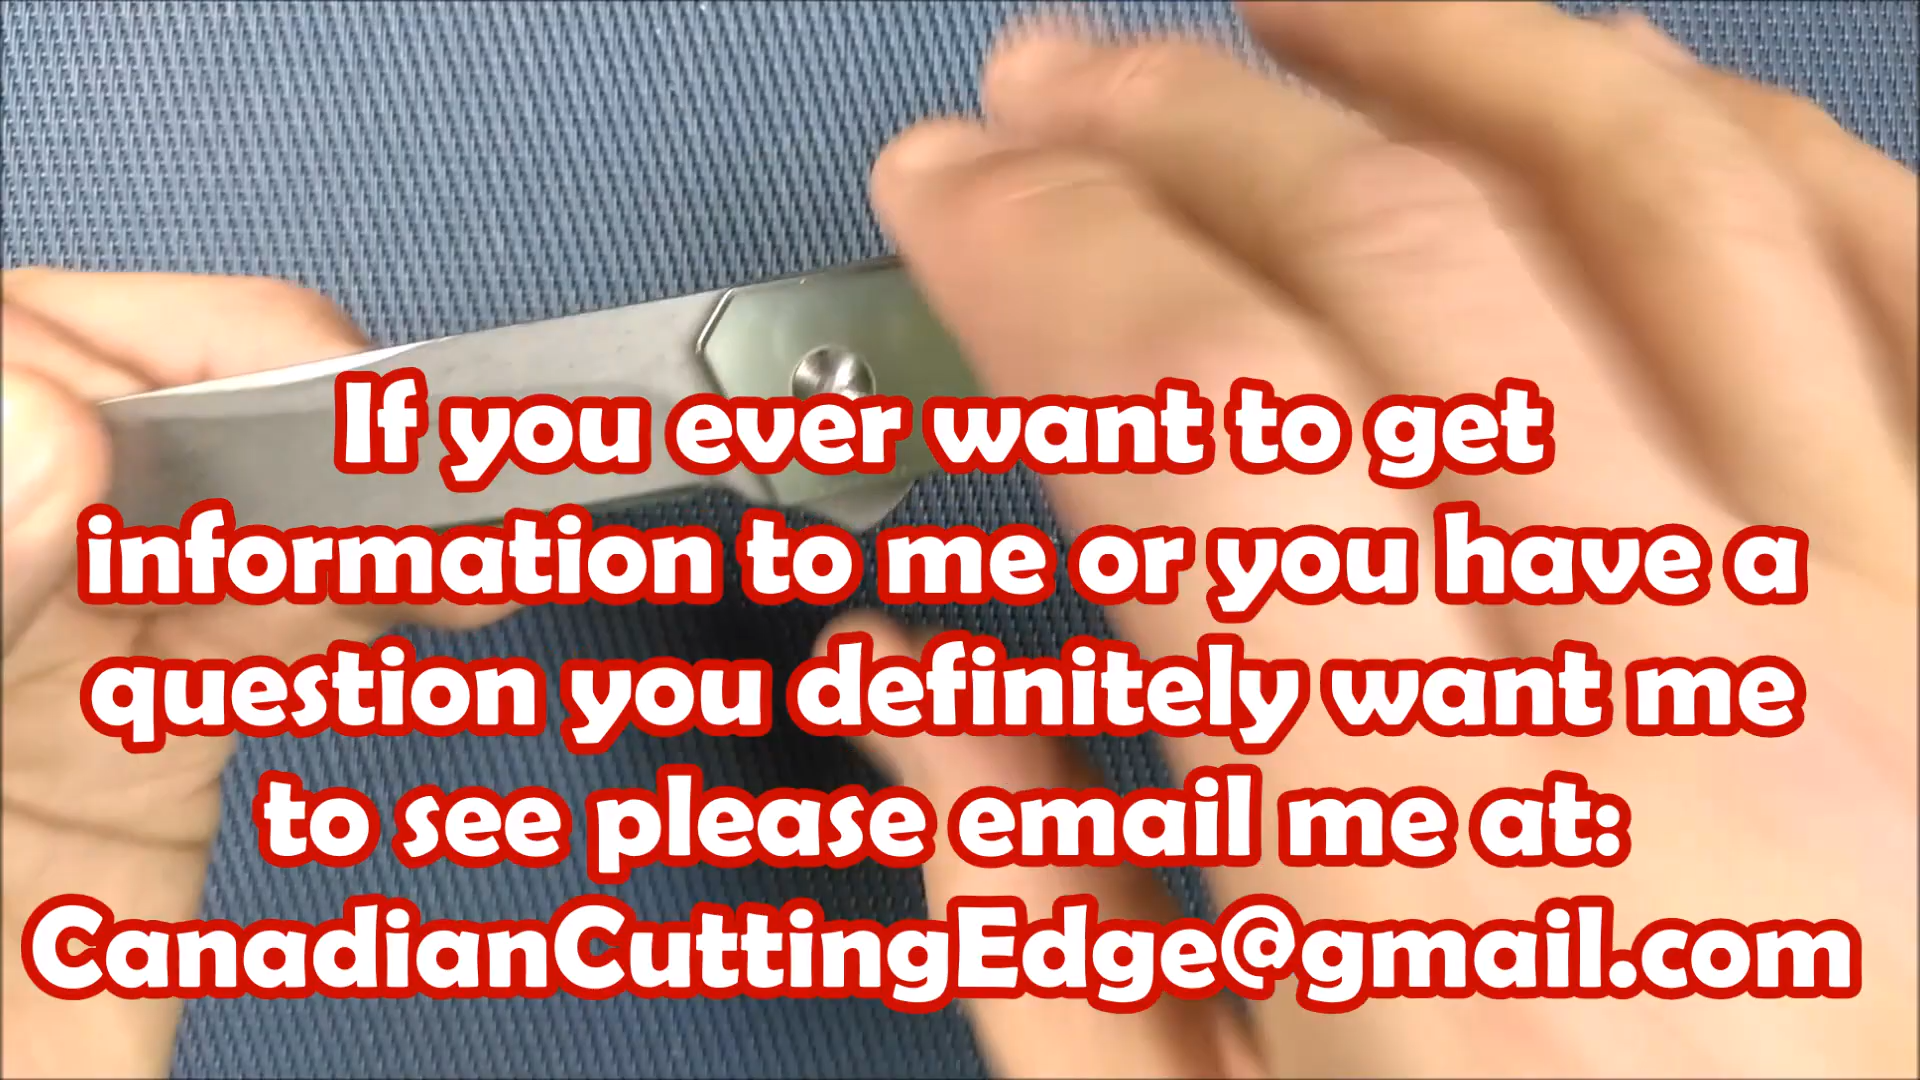 If you ever want to get
information to me or you have a
question you definitely want me
to see please email me at:
CanadianCuttingEdge@gmail.com